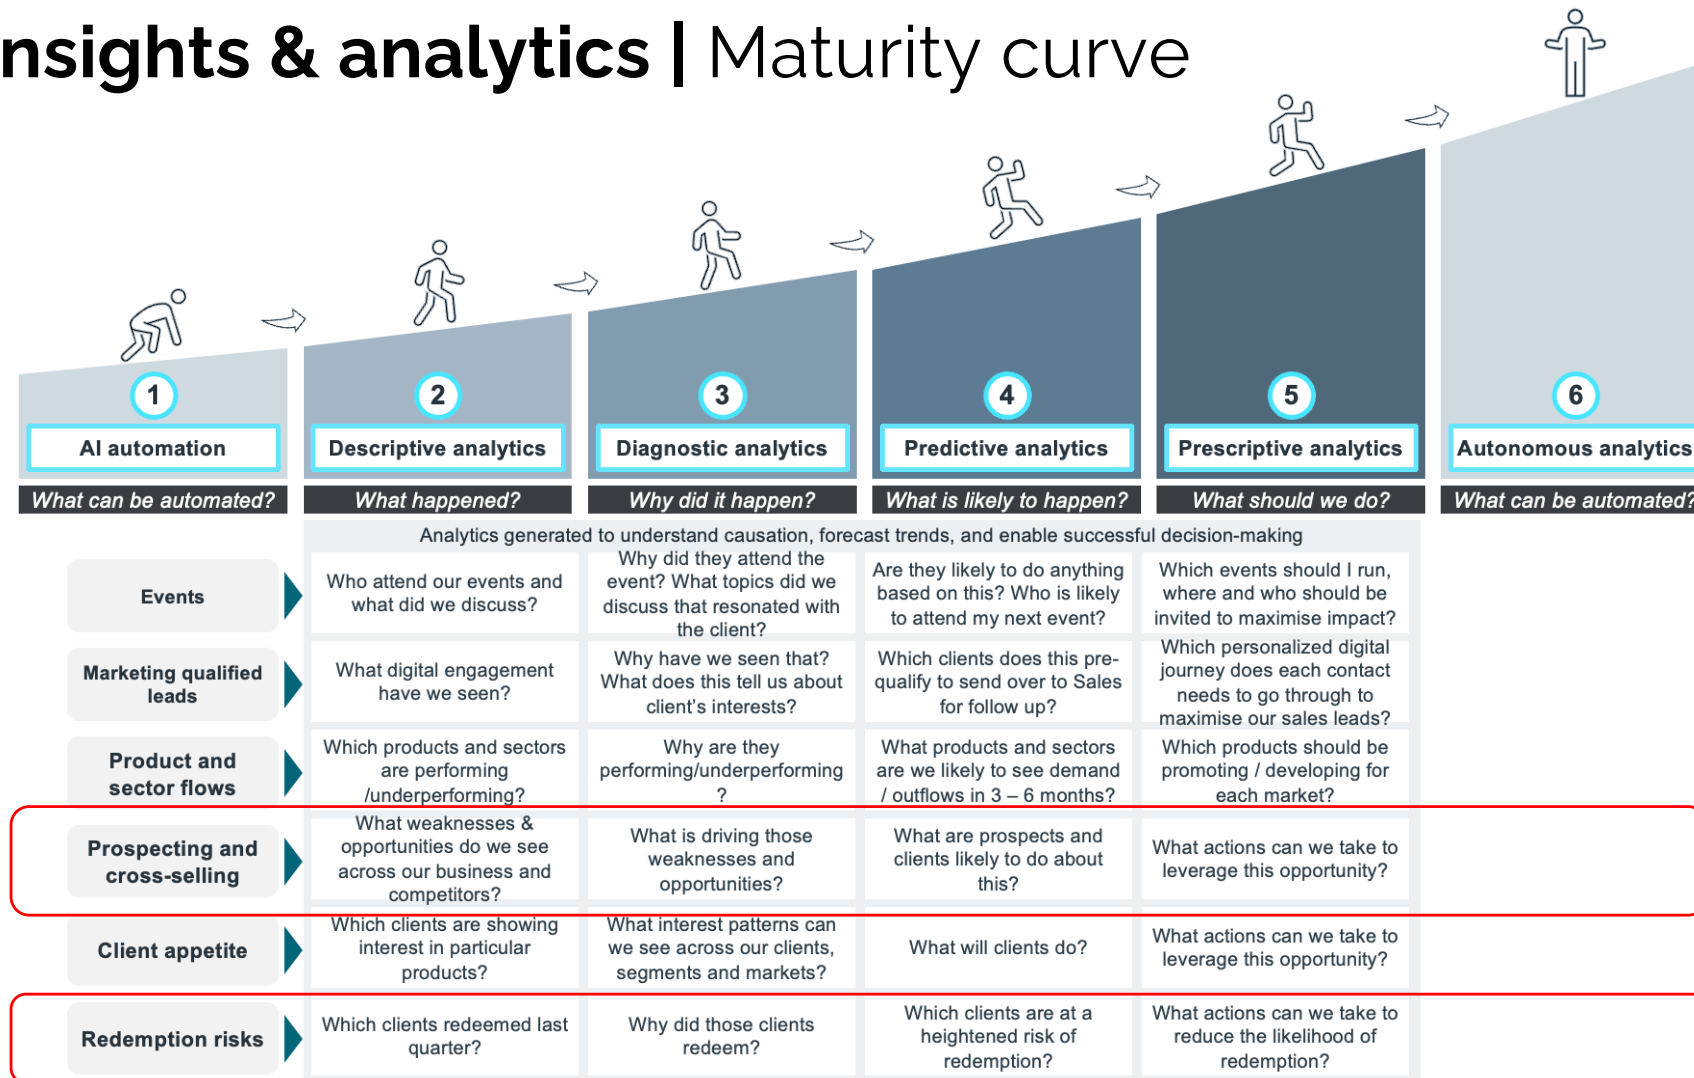 nsights & analytics | Maturity curve
1
2
3
4
5
6
AI automation
Descriptive analytics
Diagnostic analytics
Predictive analytics
Prescriptive analytics
Autonomous analytics
What can be automated?
What happened?
Why did it happen?
What is likely to happen?
What should we do?
What can be automated?
Analytics generated to understand causation, forecast trends, and enable successful decision-making
Events
Who attend our events and
what did we discuss?
Why did they attend the
event? What topics did we
discuss that resonated with
the client?
Are they likely to do anything
based on this? Who is likely
to attend my next event?
Which events should I run,
where and who should be
invited to maximise impact?
Marketing qualified
leads
What digital engagement
have we seen?
Why have we seen that?
What does this tell us about
client's interests?
Which clients does this pre-
qualify to send over to Sales
for follow up?
Which personalized digital
journey does each contact
needs to go through to
maximise our sales leads?
Product and
sector flows
Which products and sectors
are performing
/underperforming?
Why are they
performing/underperforming
?
What products and sectors
are we likely to see demand
/ outflows in 3 – 6 months?
Which products should be
promoting / developing for
each market?
Prospecting and
cross-selling
What weaknesses &
opportunities do we see
across our business and
competitors?
What is driving those
weaknesses and
opportunities?
What are prospects and
clients likely to do about
this?
What actions can we take to
leverage this opportunity?
Client appetite
Which clients are showing
interest in particular
products?
What interest patterns can
we see across our clients,
segments and markets?
What will clients do?
What actions can we take to
leverage this opportunity?
Redemption risks
Which clients redeemed last
quarter?
Why did those clients
redeem?
Which clients are at a
heightened risk of
redemption?
What actions can we take to
reduce the likelihood of
redemption?